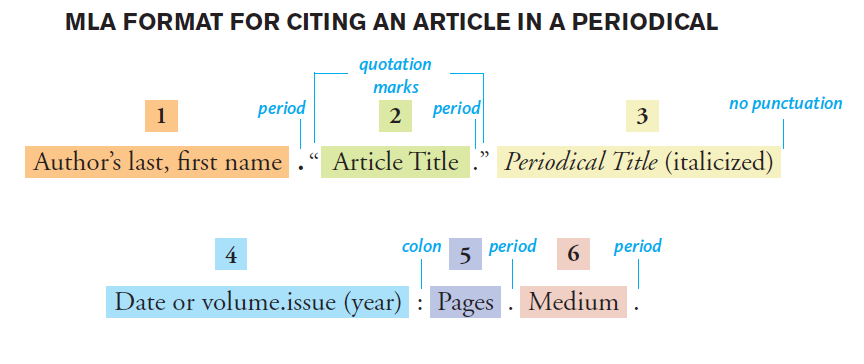 MLA FORMAT FOR CITING AN ARTICLE IN A PERIODICAL
quotation
marks
1 period 2 period 3 no punctuation
Author’s last, first name . “ Article Title .” Periodical Title (italicized)
4 colon 5 period 6 period
Date or volume.issue (year) : Pages . Medium .